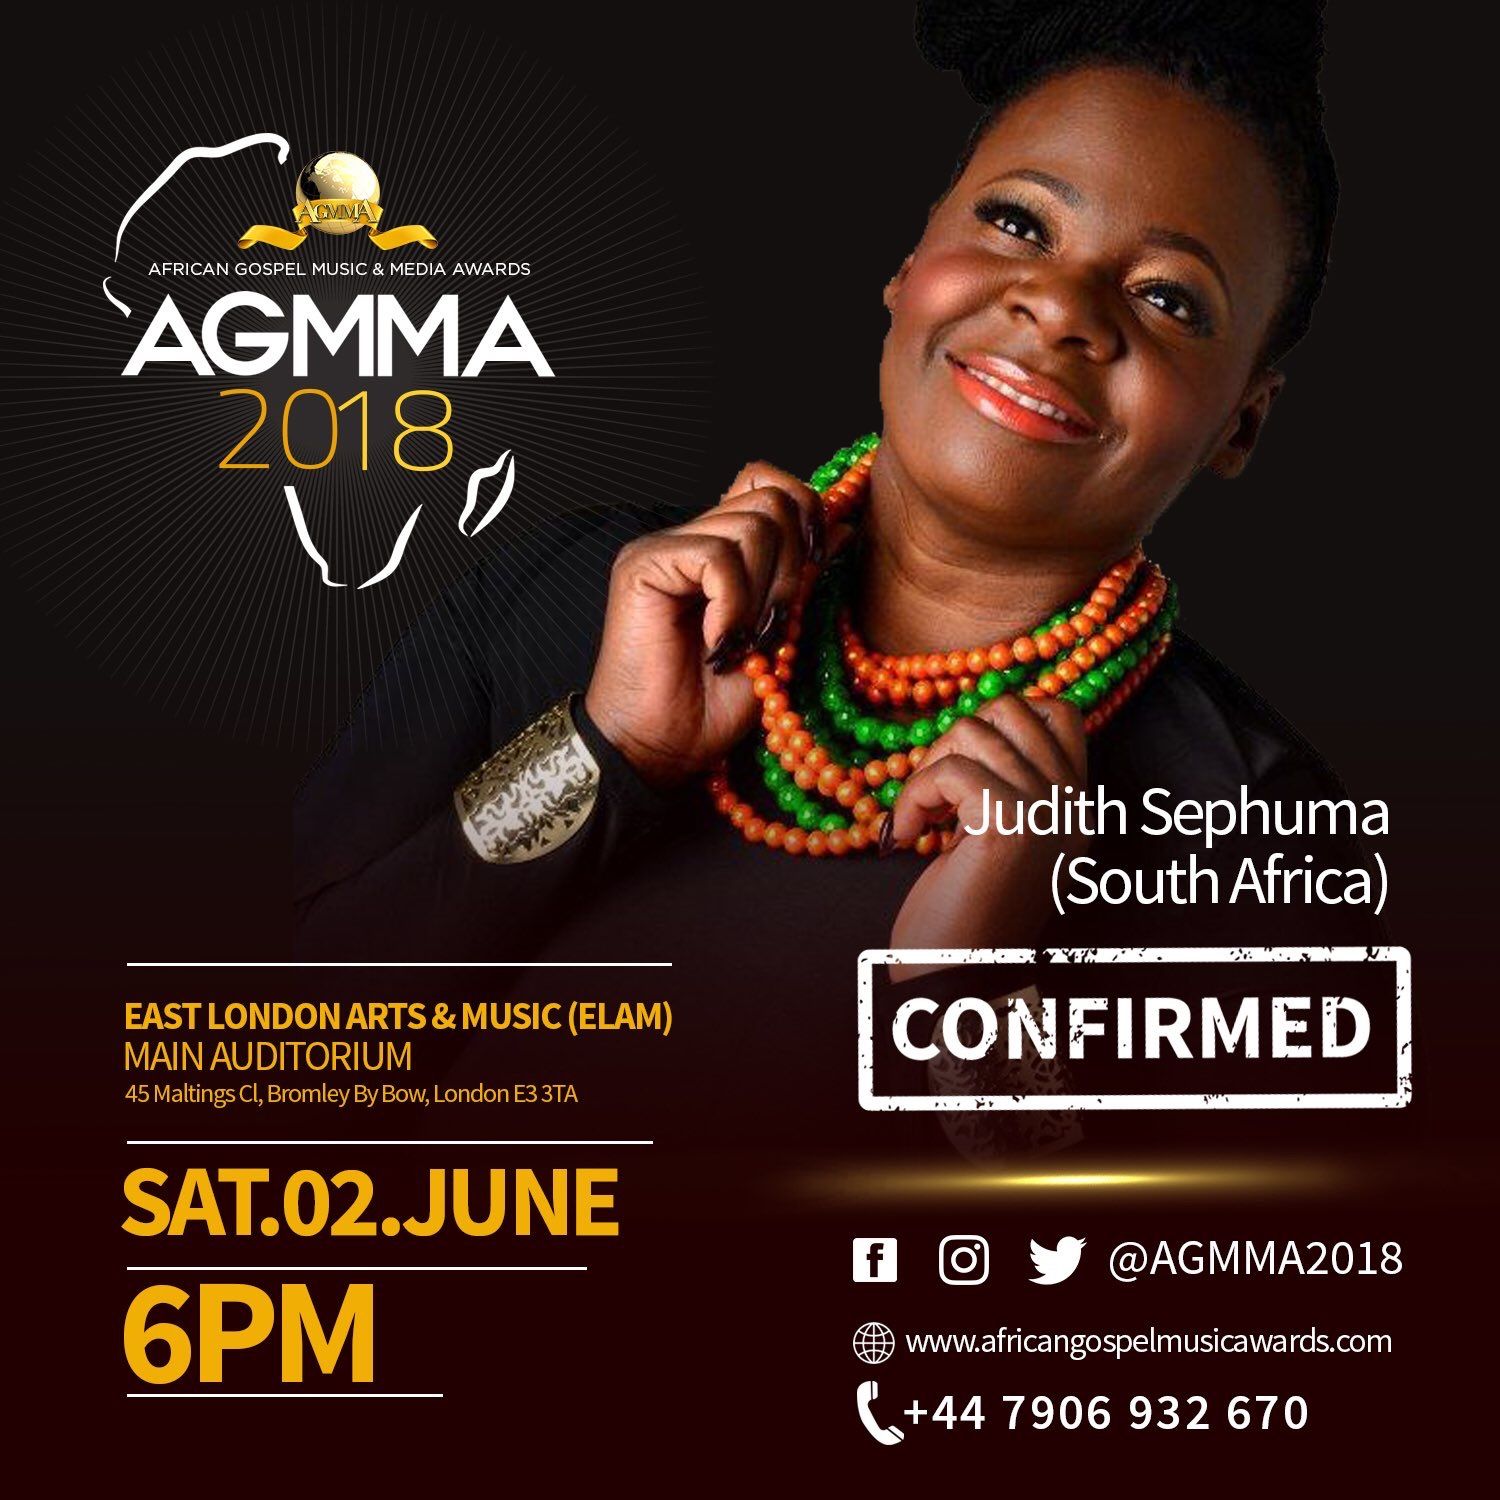 AGMMA
AFRICAN GOSPEL MUSIC & MEDIA AWARDS
AGMMA
2018
Judith Sephuma
(South Africa)
CONFIRMED
EAST LONDON ARTS & MUSIC (ELAM)
MAIN AUDITORIUM
45 Maltings Cl, Bromley By Bow, London E3 3TA
SAT.02.JUNE
6PM
@AGMMA2018
www.africangospelmusicawards.com
+44 7906 932 670